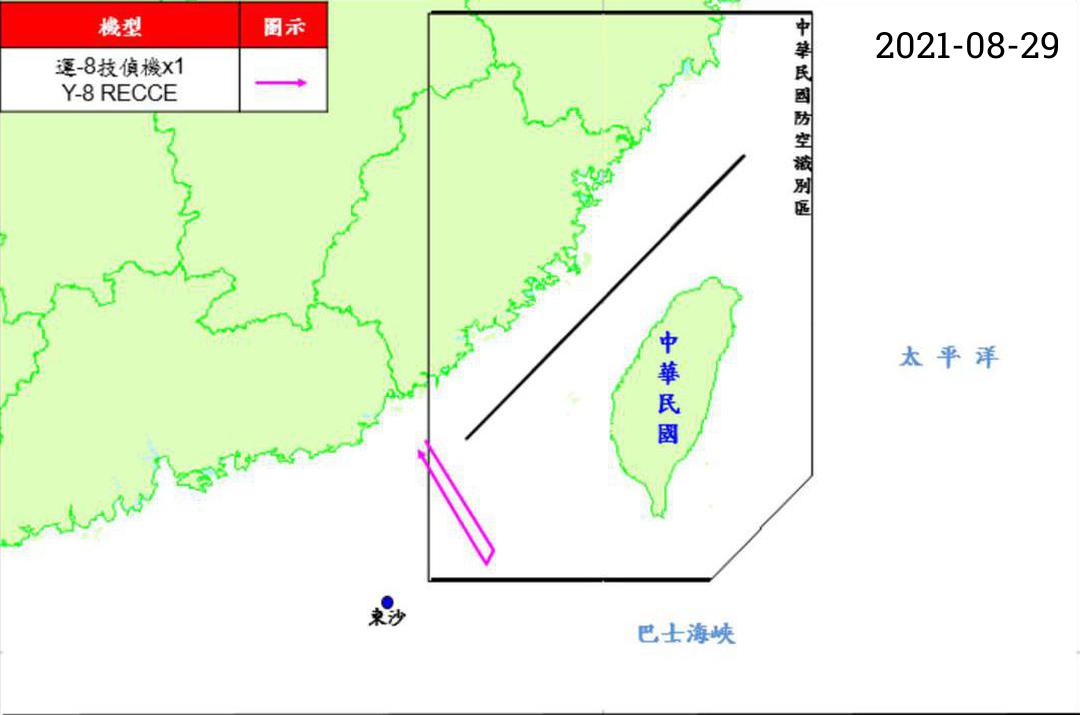 機型
圖示
運-8技偵機x1
Y-8 RECCE
2021-08-29
中華民國防空識別區
中華民國
太平洋
東沙
巴士海峽